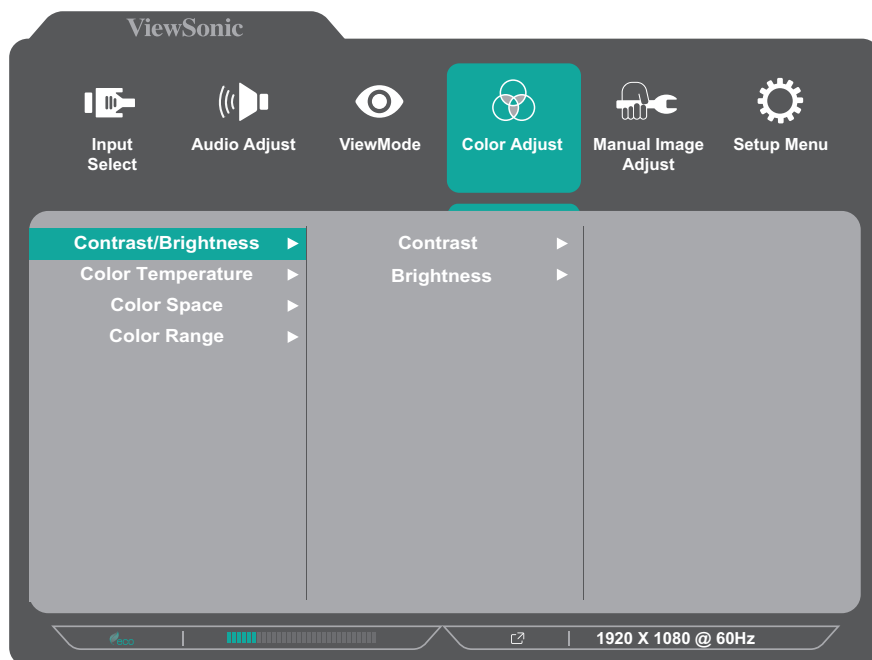 ViewSonic
Input Select
Audio Adjust
ViewMode
Color Adjust
Manual Image Adjust
Setup Menu
Contrast/Brightness
Contrast
Color Temperature
Brightness
Color Space
Color Range
eco
1920 X 1080 @ 60Hz